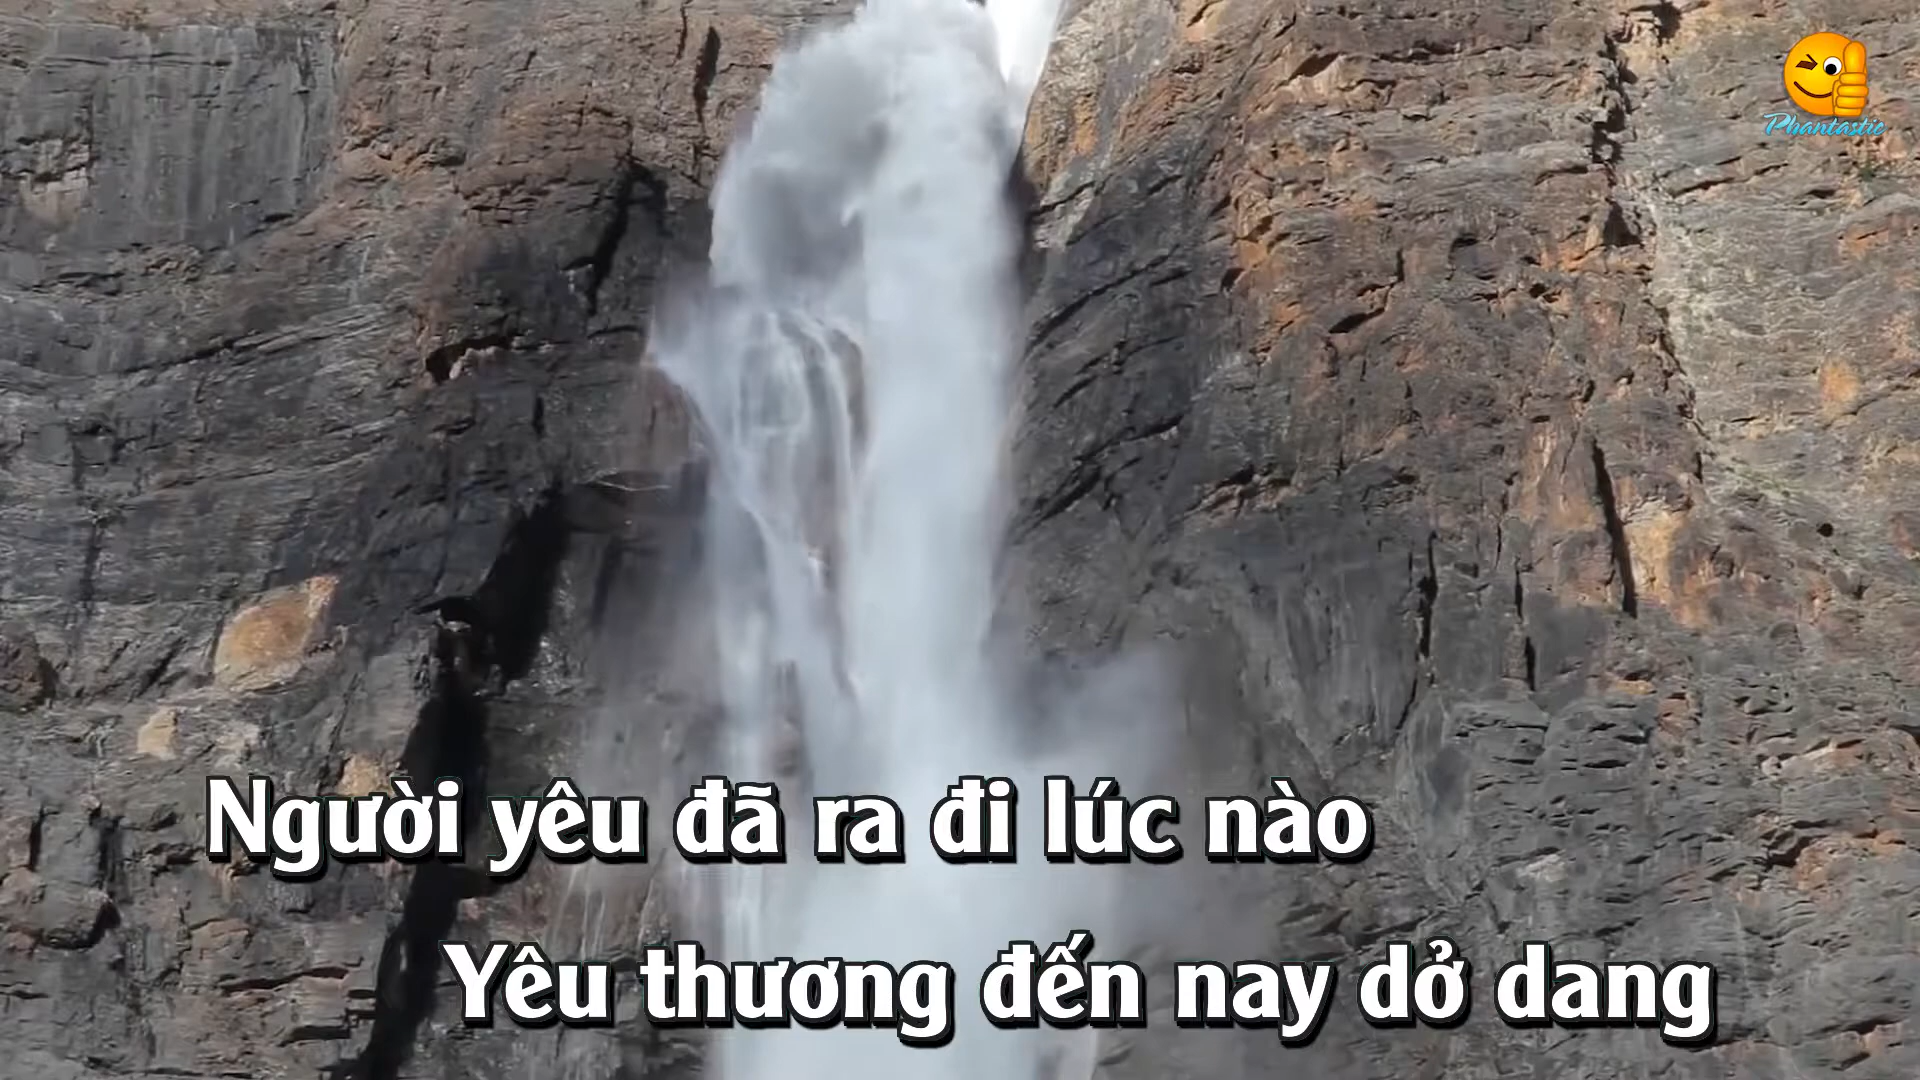 Phantastic
Người yêu đã ra đi lúc nào
Yêu thương đến nay dở dang